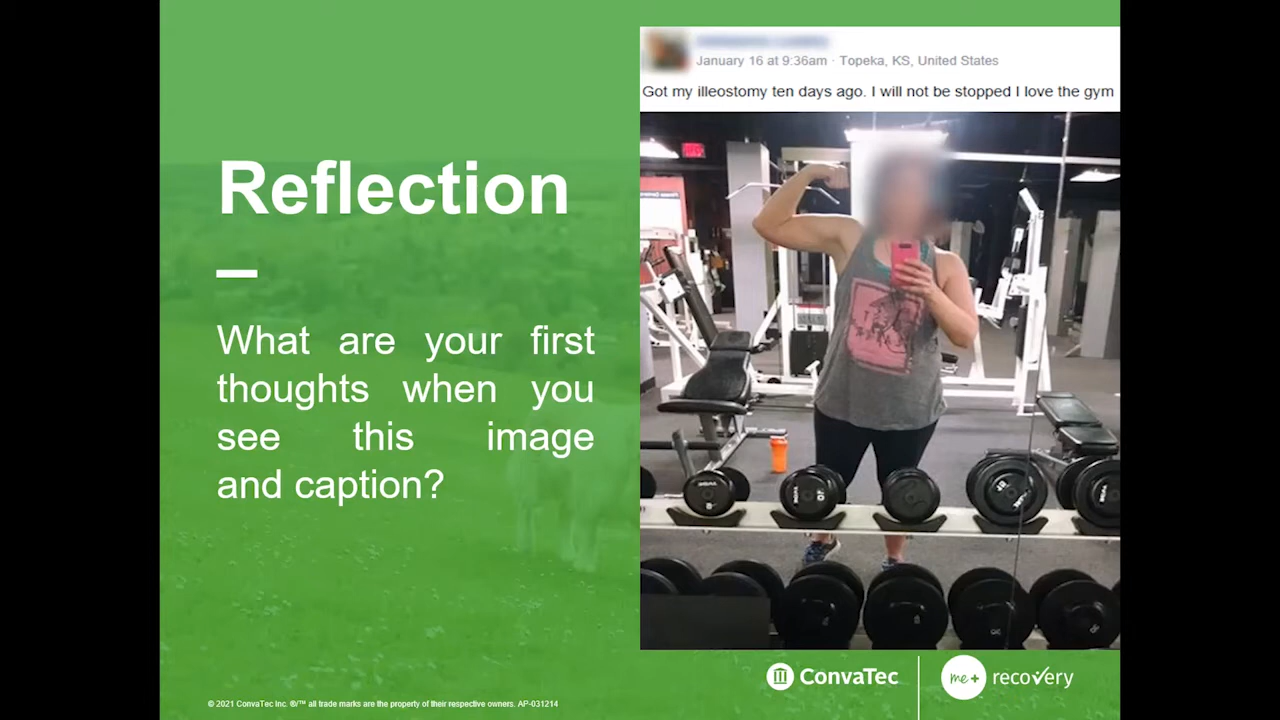 Reflection
What are your first
thoughts when you
see this image
and caption?
January 16 at 9:36am · Topeka, KS, United States
Got my illeostomy ten days ago. I will not be stopped I love the gym
ConvaTec
me+ recovery
© 2021 ConvaTec Inc. ®/™ all trade marks are the property of their respective owners. AP-031214